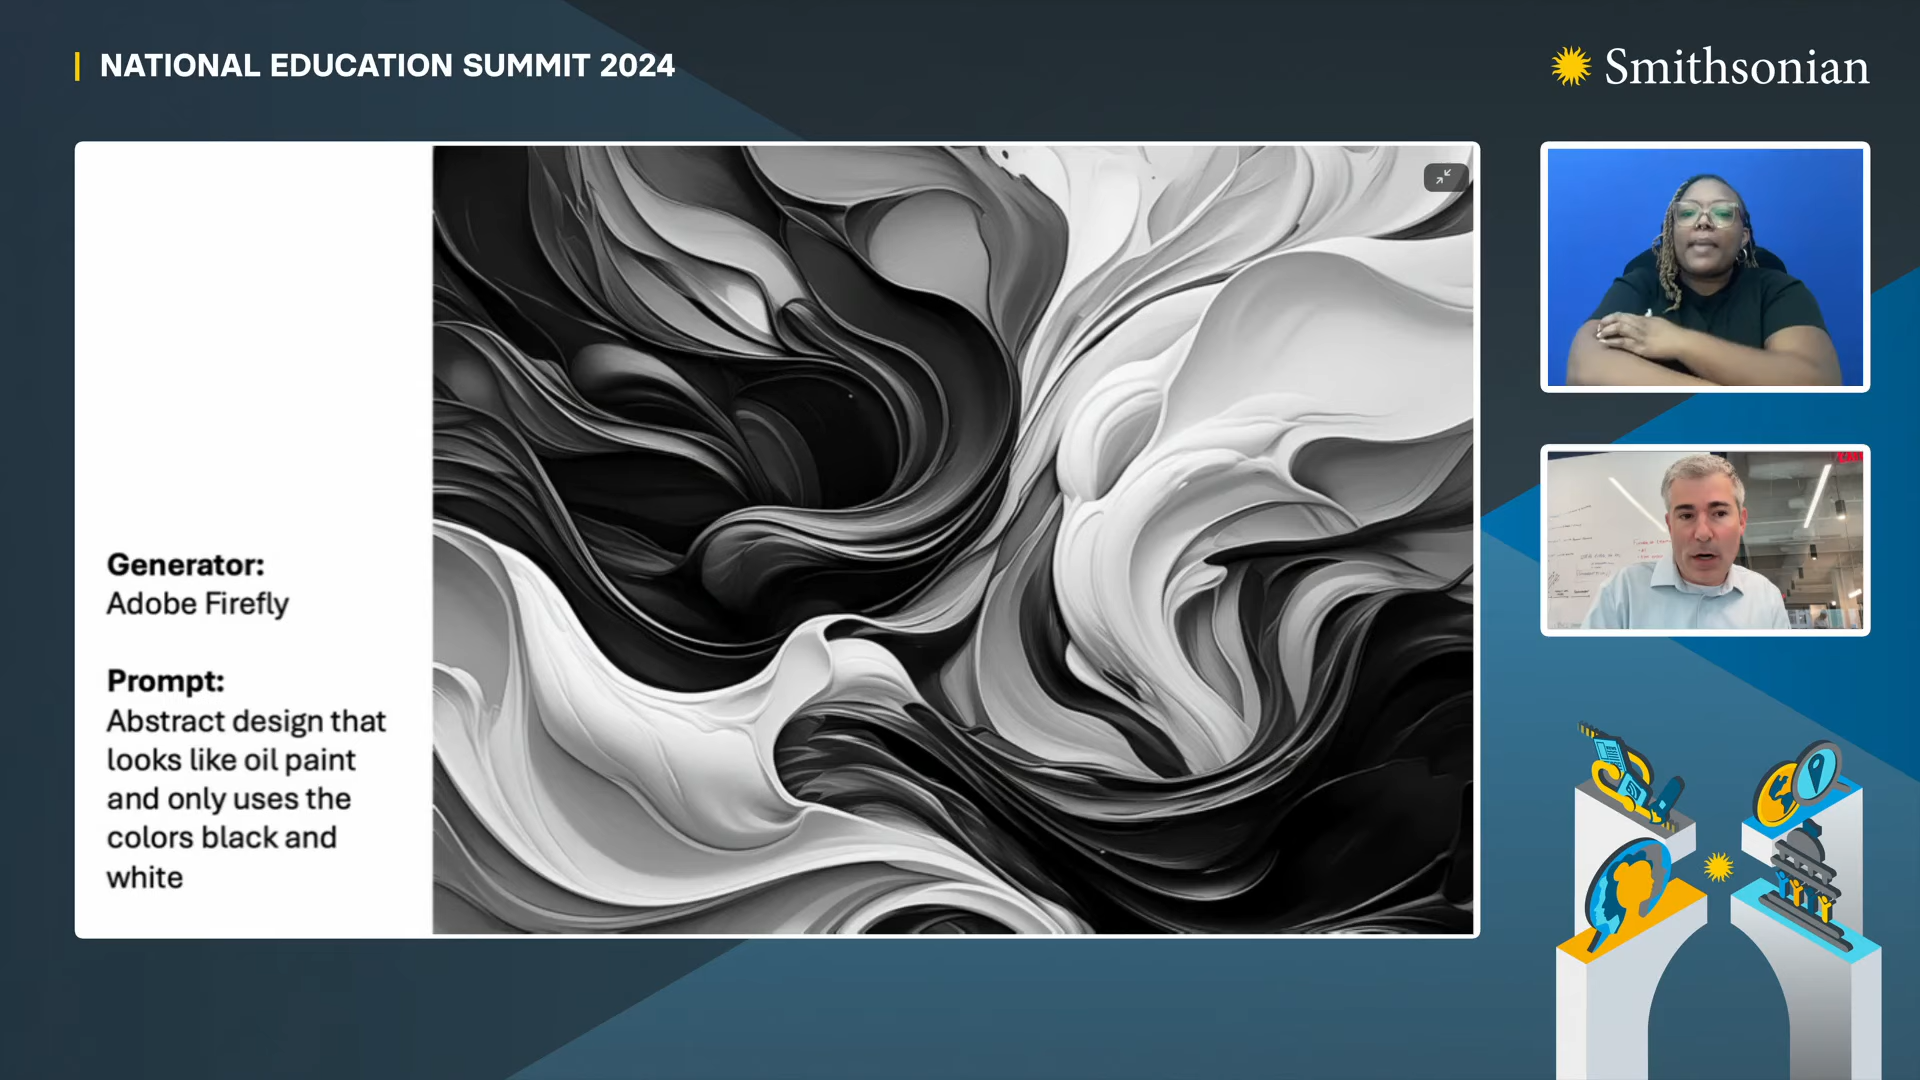 NATIONAL EDUCATION SUMMIT 2024
Smithsonian
Generator:
Adobe Firefly
Prompt:
Abstract design that
looks like oil paint
and only uses the
colors black and
white